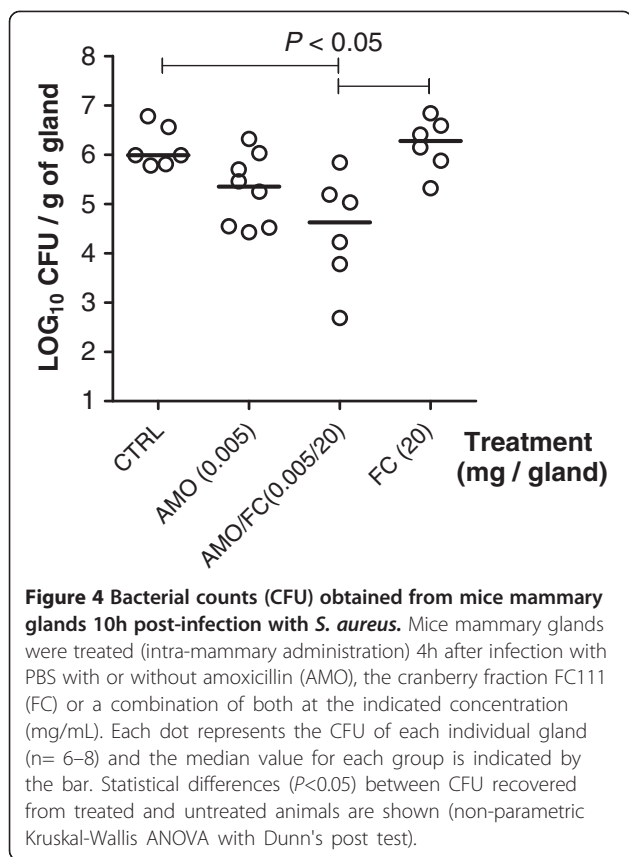 P < 0.05
8
7
6
5
4
3
2
1
LOG₁₀ CFU / g of gland
CTRL
AMO (0.005)
AMO/FC(0.005/20)
FC (20)
Treatment
(mg / gland)
Figure 4 Bacterial counts (CFU) obtained from mice mammary
glands 10h post-infection with S. aureus. Mice mammary glands
were treated (intra-mammary administration) 4h after infection with
PBS with or without amoxicillin (AMO), the cranberry fraction FC111
(FC) or a combination of both at the indicated concentration
(mg/mL). Each dot represents the CFU of each individual gland
(n= 6–8) and the median value for each group is indicated by
the bar. Statistical differences (P<0.05) between CFU recovered
from treated and untreated animals are shown (non-parametric
Kruskal-Wallis ANOVA with Dunn's post test).